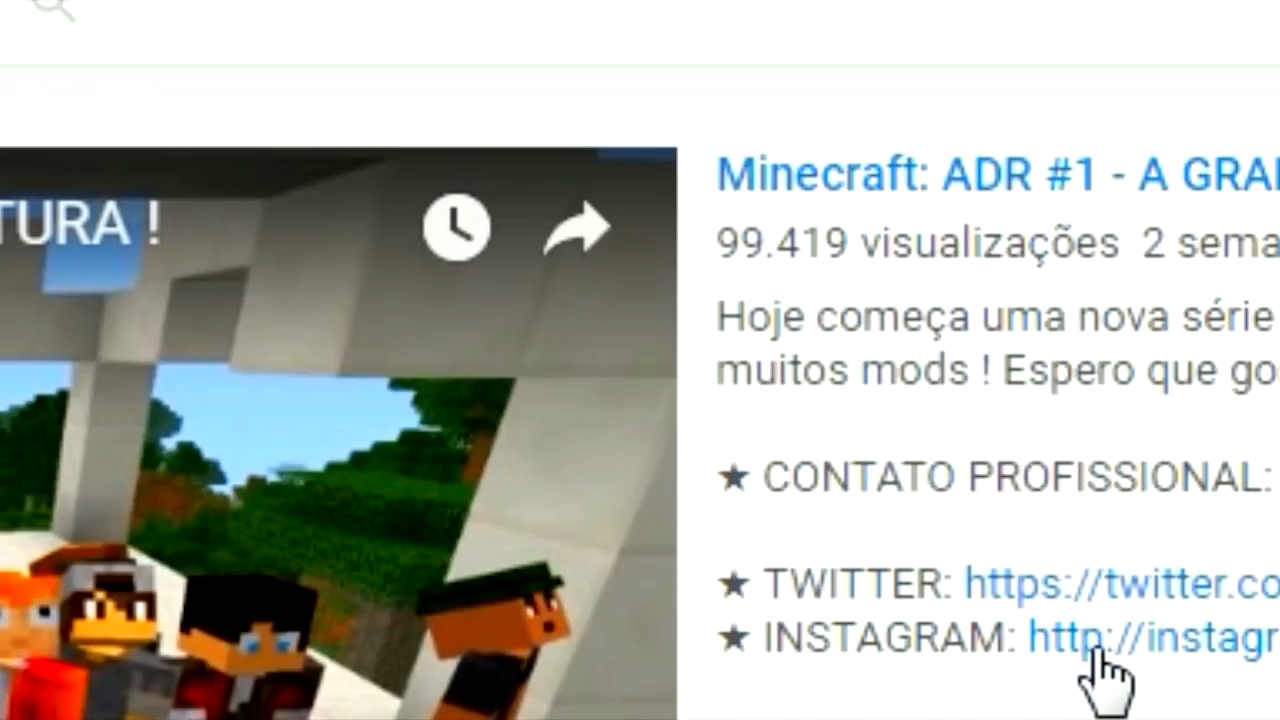 TURA !
Minecraft: ADR #1 - A GRA
99.419 visualizações 2 sema
Hoje começa uma nova série
muitos mods ! Espero que go
★ CONTATO PROFISSIONAL:
★ TWITTER: https://twitter.co
★ INSTAGRAM: http://instagr